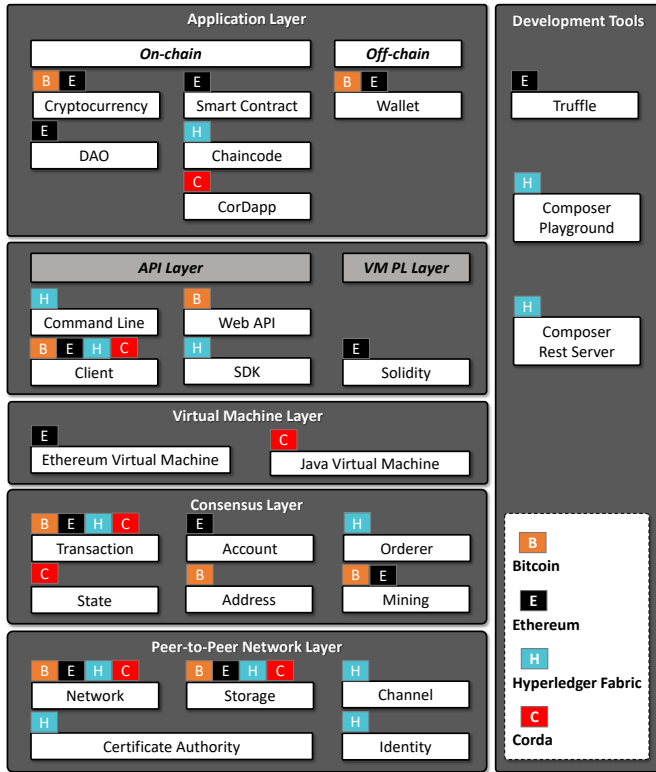 Application Layer
On-chain
Off-chain
B E
Cryptocurrency
E
Smart Contract
B E
Wallet
E
DAO
H
Chaincode
C
CorDapp
API Layer
VM PL Layer
H
Command Line
B
Web API
B E H C
Client
H
SDK
E
Solidity
Virtual Machine Layer
E
Ethereum Virtual Machine
C
Java Virtual Machine
Consensus Layer
B E H C
Transaction
E
Account
H
Orderer
C
State
B
Address
B E
Mining
Peer-to-Peer Network Layer
B E H C
Network
B E H C
Storage
H
Channel
H
Certificate Authority
H
Identity
Development Tools
E
Truffle
H
Composer
Playground
H
Composer
Rest Server
B
Bitcoin
E
Ethereum
H
Hyperledger Fabric
C
Corda